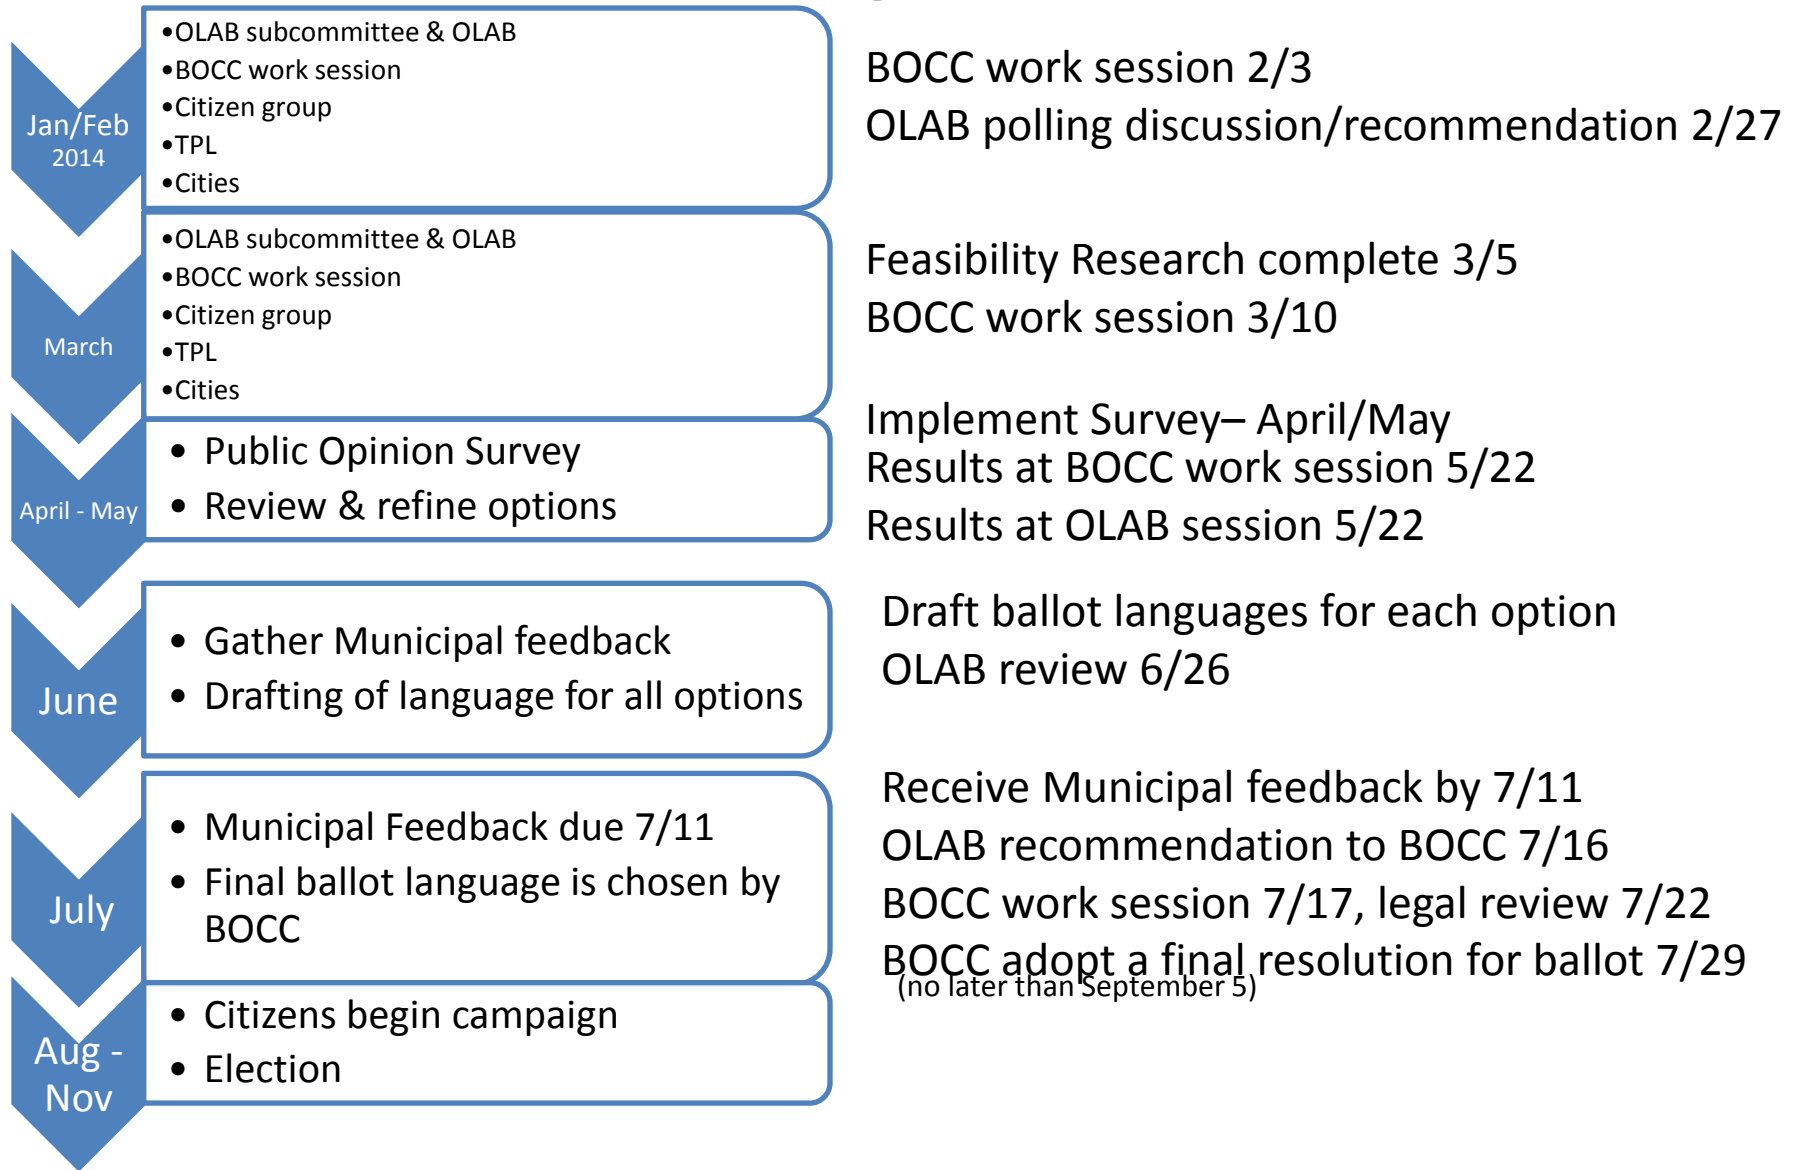 Jan/Feb
2014
•OLAB subcommittee & OLAB
•BOCC work session
•Citizen group
•TPL
•Cities
BOCC work session 2/3
OLAB polling discussion/recommendation 2/27
March
•OLAB subcommittee & OLAB
•BOCC work session
•Citizen group
•TPL
•Cities
Feasibility Research complete 3/5
BOCC work session 3/10
April - May
• Public Opinion Survey
• Review & refine options
Implement Survey– April/May
Results at BOCC work session 5/22
Results at OLAB session 5/22
June
• Gather Municipal feedback
• Drafting of language for all options
Draft ballot languages for each option
OLAB review 6/26
July
• Municipal Feedback due 7/11
• Final ballot language is chosen by
BOCC
Receive Municipal feedback by 7/11
OLAB recommendation to BOCC 7/16
BOCC work session 7/17, legal review 7/22
BOCC adopt a final resolution for ballot 7/29
(no later than September 5)
Aug -
Nov
• Citizens begin campaign
• Election